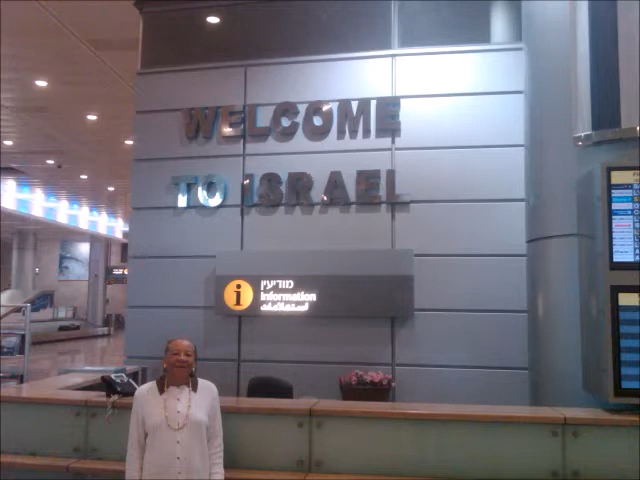 WELCOME
TO ISRAEL
i
מודיעין
Information
استعلامات